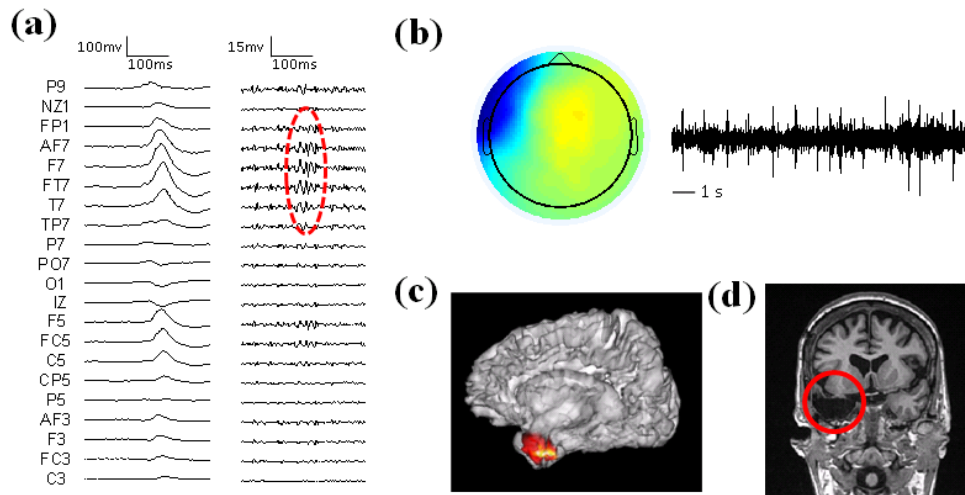 (a)
100mv
100ms
15mv
100ms
P9
NZ1
FP1
AF7
F7
FT7
T7
TP7
P7
PO7
O1
IZ
F5
FC5
C5
CP5
P5
AF3
F3
FC3
C3
(b)
1 s
(c)
(d)